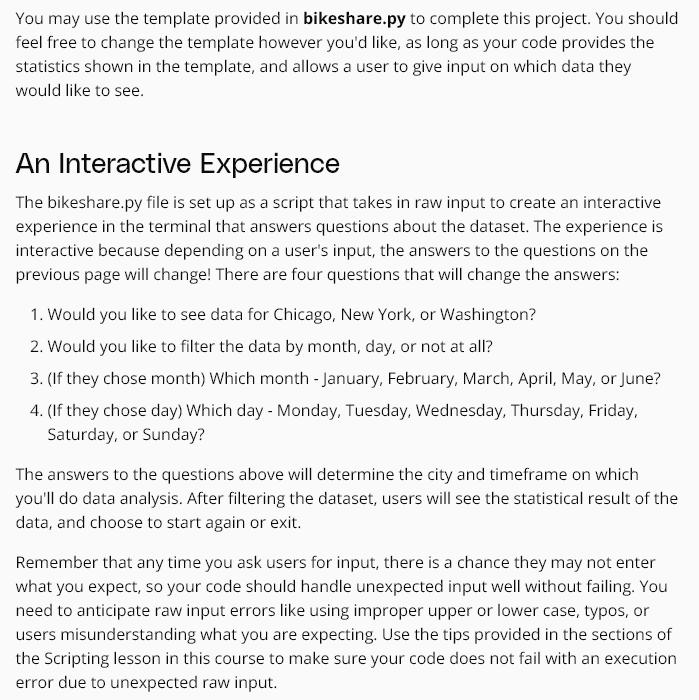 You may use the template provided in bikeshare.py to complete this project. You should
feel free to change the template however you'd like, as long as your code provides the
statistics shown in the template, and allows a user to give input on which data they
would like to see.
An Interactive Experience
The bikeshare.py file is set up as a script that takes in raw input to create an interactive
experience in the terminal that answers questions about the dataset. The experience is
interactive because depending on a user's input, the answers to the questions on the
previous page will change! There are four questions that will change the answers:
1. Would you like to see data for Chicago, New York, or Washington?
2. Would you like to filter the data by month, day, or not at all?
3. (If they chose month) Which month - January, February, March, April, May, or June?
4. (If they chose day) Which day - Monday, Tuesday, Wednesday, Thursday, Friday,
Saturday, or Sunday?
The answers to the questions above will determine the city and timeframe on which
you'll do data analysis. After filtering the dataset, users will see the statistical result of the
data, and choose to start again or exit.
Remember that any time you ask users for input, there is a chance they may not enter
what you expect, so your code should handle unexpected input well without failing. You
need to anticipate raw input errors like using improper upper or lower case, typos, or
users misunderstanding what you are expecting. Use the tips provided in the sections of
the Scripting lesson in this course to make sure your code does not fail with an execution
error due to unexpected raw input.